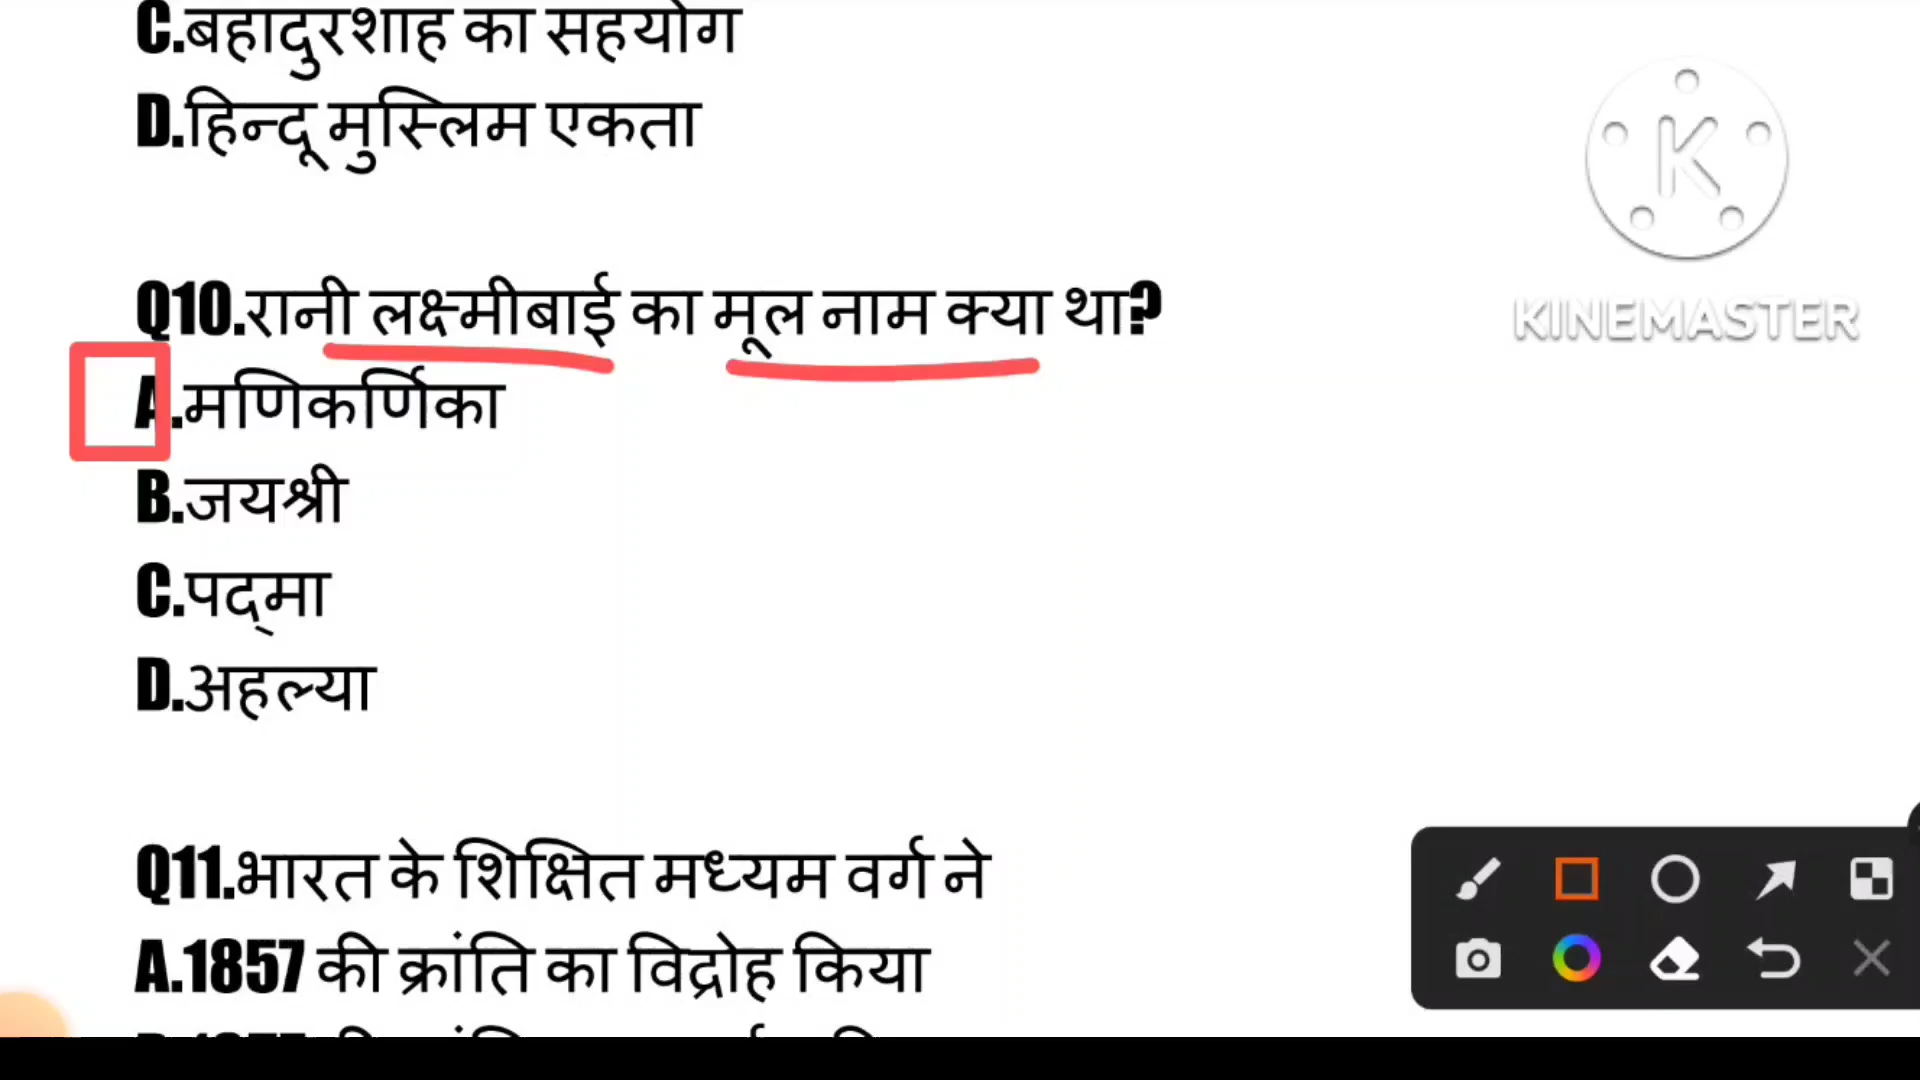 C.बहादुरशाह का सहयोग
D.हिन्दू मुस्लिम एकता
Q10.रानी लक्ष्मीबाई का मूल नाम क्या था?
A.मणिकर्णिका
B.जयश्री
C.पद्‌मा
D.अहल्या
Q11.भारत के शिक्षित मध्यम वर्ग ने
A.1857 की क्रांति का विद्रोह किया
K
KINEMASTER